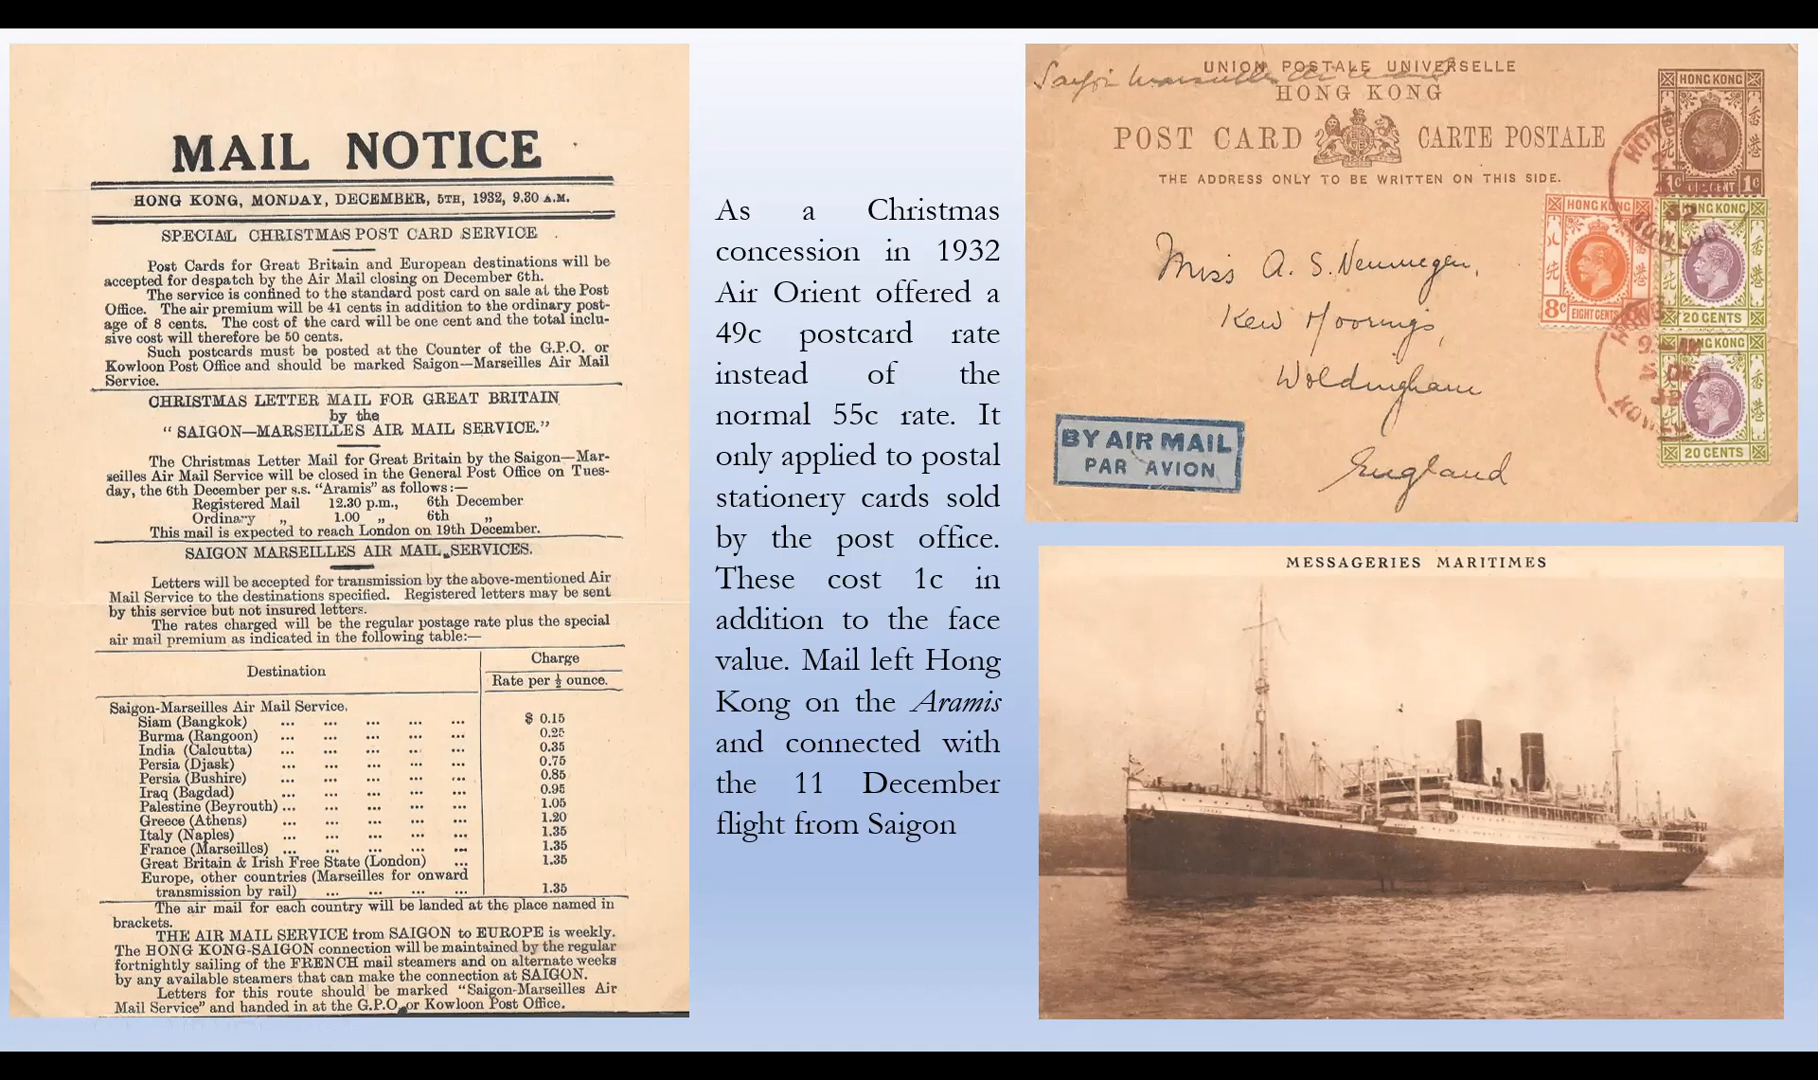 MAIL NOTICE
HONG KONG, MONDAY, DECEMBER, 5TH, 1932, 9.30 A.M.
SPECIAL CHRISTMAS POST CARD SERVICE
Post Cards for Great Britain and European destinations will be
accepted for despatch by the Air Mail closing on December 6th.
The service is confined to the standard post card on sale at the Post
Office. The air premium will be 41 cents in addition to the ordinary post-
age of 8 cents. The cost of the card will be one cent and the total inclu-
sive cost will therefore be 50 cents.
Such postcards must be posted at the Counter of the G.P.O. or
Kowloon Post Office and should be marked Saigon—Marseilles Air Mail
Service.
CHRISTMAS LETTER MAIL FOR GREAT BRITAIN
by the
"SAIGON—MARSEILLES AIR MAIL SERVICE."
The Christmas Letter Mail for Great Britain by the Saigon—Mar-
seilles Air Mail Service will be closed in the General Post Office on Tues-
day, the 6th December per s.s. "Aramis" as follows:—
Registered Mail 12.30 p.m., 6th December
Ordinary „ 1.00 „ 6th „
This mail is expected to reach London on 19th December.
SAIGON MARSEILLES AIR MAIL SERVICES.
Letters will be accepted for transmission by the above-mentioned Air
Mail Service to the destinations specified. Registered letters may be sent
by this service but not insured letters.
The rates charged will be the regular postage rate plus the special
air mail premium as indicated in the following table:—
Destination Charge
Rate per ½ ounce.
Saigon-Marseilles Air Mail Service.
Siam (Bangkok) ... ... ... ... ... $ 0.15
Burma (Rangoon) ... ... ... ... ... 0.25
India (Calcutta) ... ... ... ... ... 0.35
Persia (Djask) ... ... ... ... ... 0.75
Persia (Bushire) ... ... ... ... ... 0.85
Iraq (Bagdad) ... ... ... ... ... 0.95
Palestine (Beyrouth) ... ... ... ... ... 1.05
Greece (Athens) ... ... ... ... ... 1.20
Italy (Naples) ... ... ... ... ... 1.35
France (Marseilles) ... ... ... ... ... 1.35
Great Britain & Irish Free State (London) ... 1.35
Europe, other countries (Marseilles for onward
transmission by rail) ... ... ... ... 1.35
The air mail for each country will be landed at the place named in
brackets.
THE AIR MAIL SERVICE from SAIGON to EUROPE is weekly.
The HONG KONG-SAIGON connection will be maintained by the regular
fortnightly sailing of the FRENCH mail steamers and on alternate weeks
by any available steamers that can make the connection at SAIGON.
Letters for this route should be marked "Saigon-Marseilles Air
Mail Service" and handed in at the G.P.O. or Kowloon Post Office.
As a Christmas
concession in 1932
Air Orient offered a
49c postcard rate
instead of the
normal 55c rate. It
only applied to postal
stationery cards sold
by the post office.
These cost 1c in
addition to the face
value. Mail left Hong
Kong on the Aramis
and connected with
the 11 December
flight from Saigon
UNION POSTALE UNIVERSELLE
Saigon Marseilles Air Mail
HONG KONG
POST CARD CARTE POSTALE
THE ADDRESS ONLY TO BE WRITTEN ON THIS SIDE.
HONG KONG
香港
1c ONE CENT 1c
HONG KONG
8c EIGHT CENTS
HONG KONG
20 CENTS
HONG KONG
20 CENTS
Miss A. S. Neumegen,
Kew Moorings,
Woldingham
England
BY AIR MAIL
PAR AVION
MESSAGERIES MARITIMES